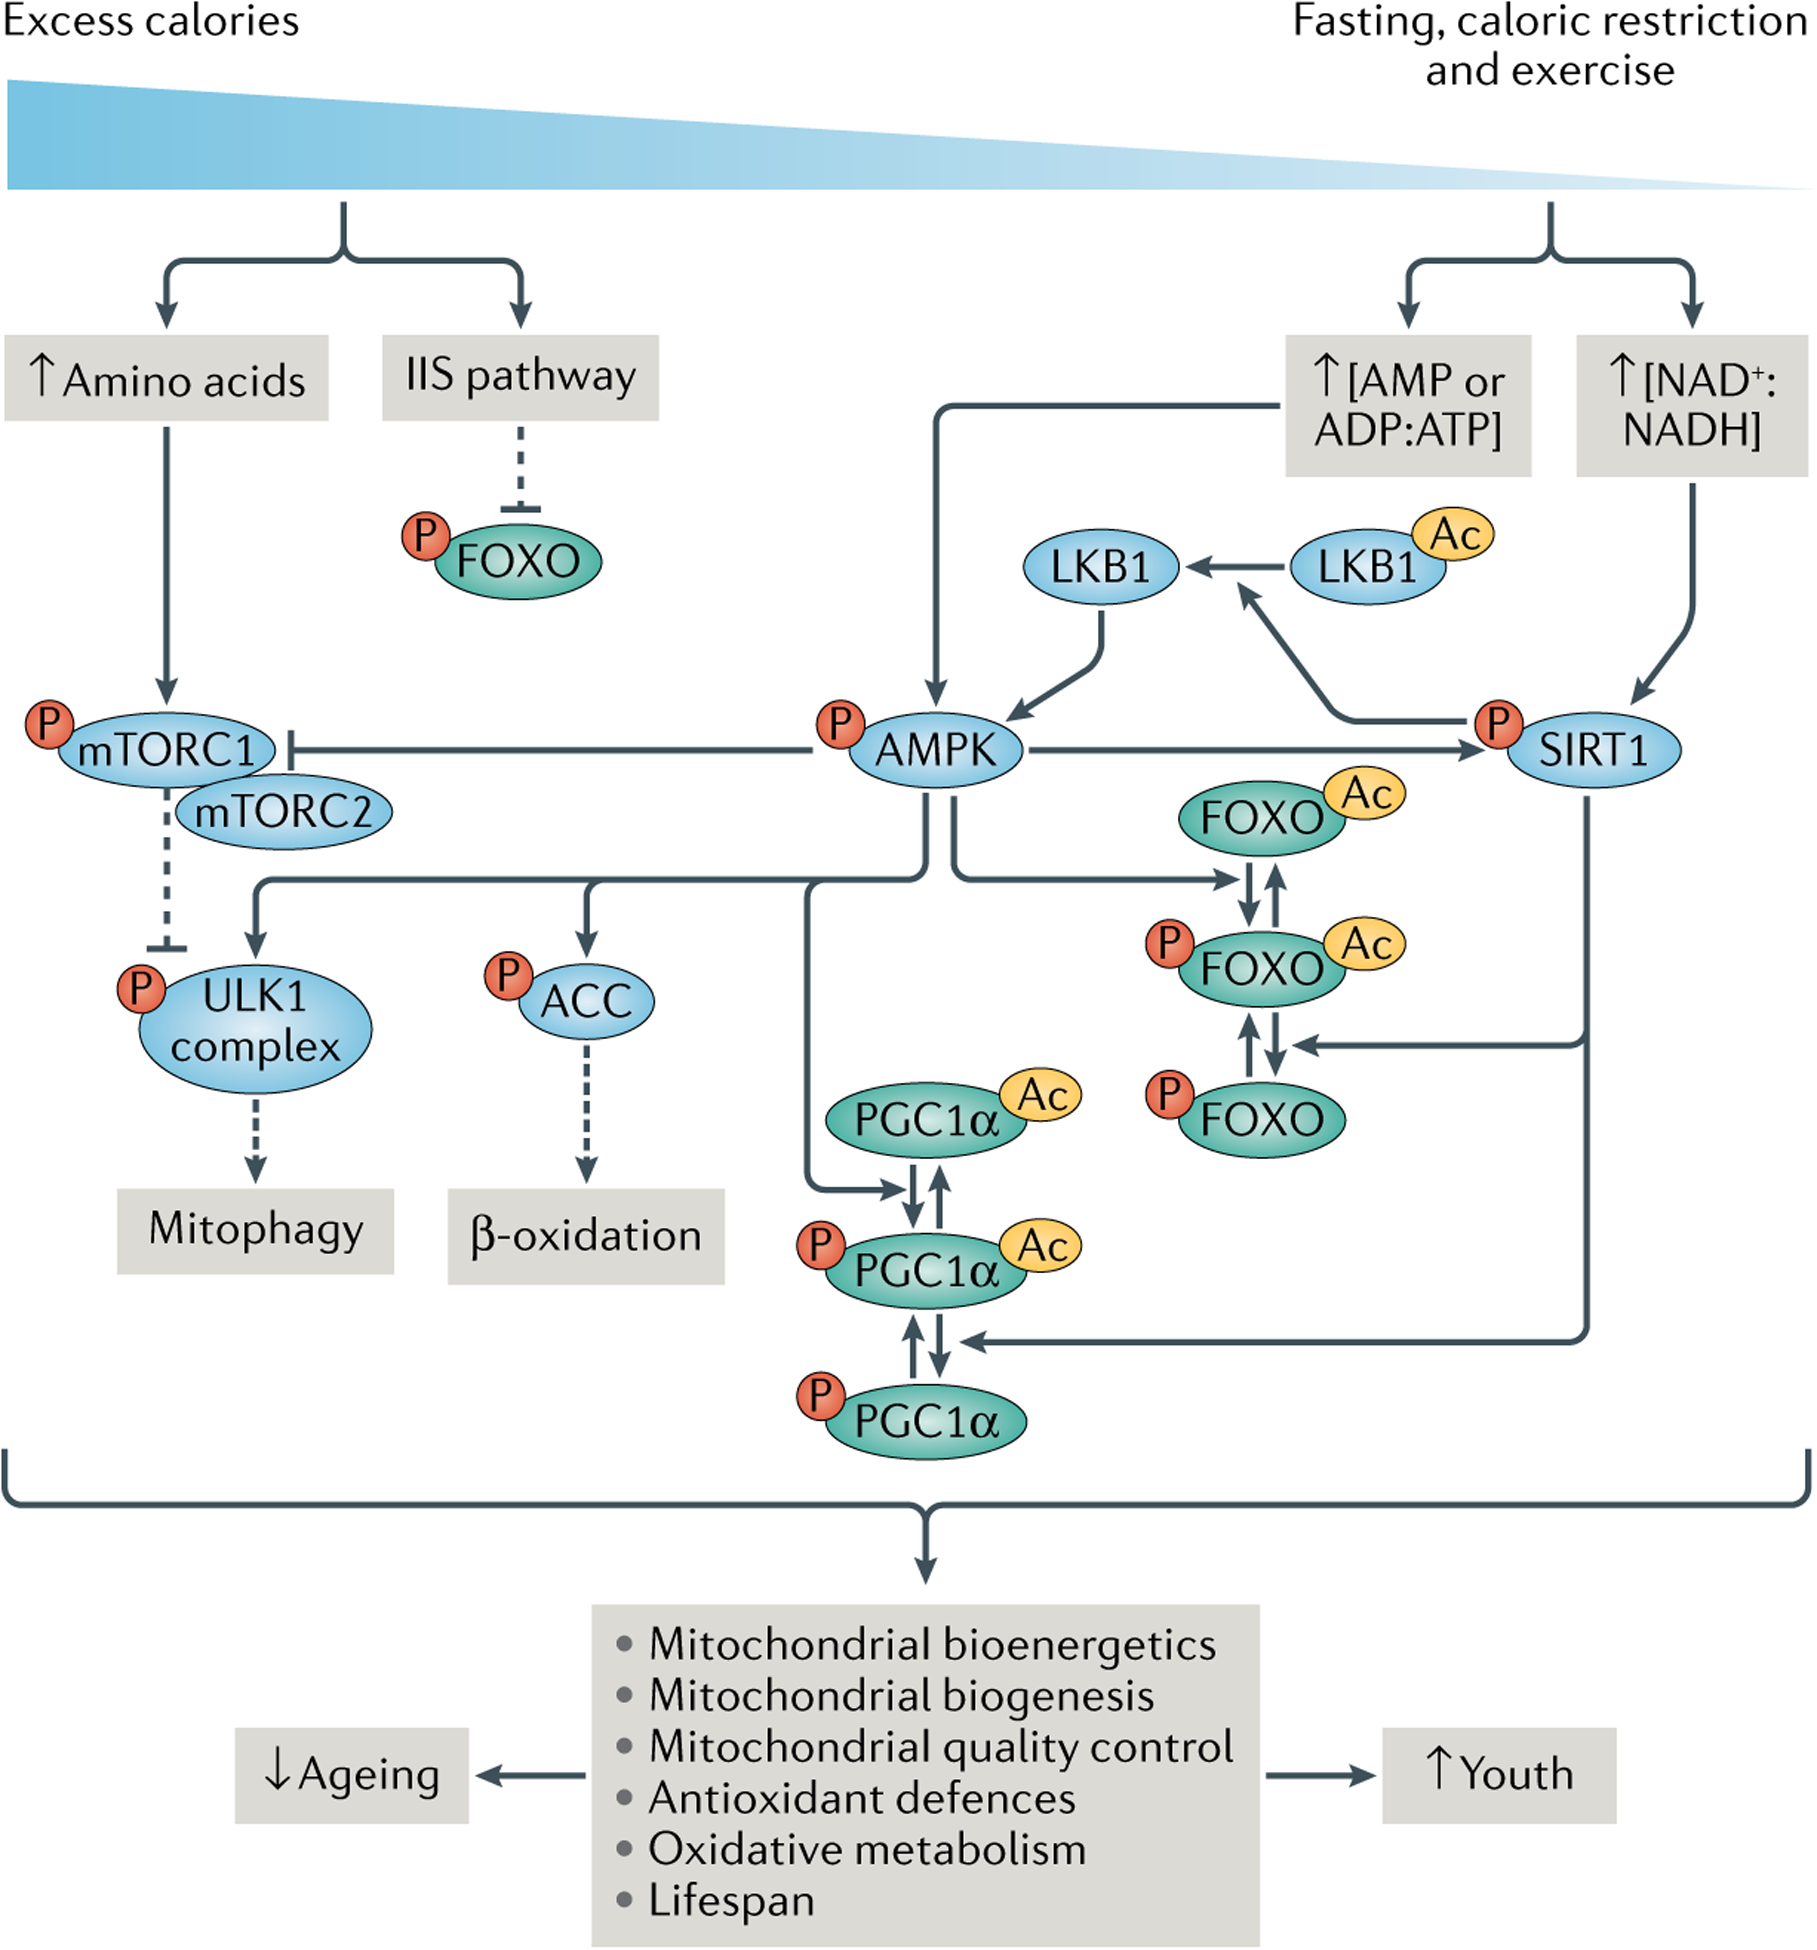 Excess calories
Fasting, caloric restriction
and exercise
↑Amino acids
IIS pathway
↑[AMP or
ADP:ATP]
↑[NAD⁺:
NADH]
P
FOXO
LKB1
LKB1
Ac
P
mTORC1
mTORC2
P
AMPK
P
SIRT1
FOXO
Ac
P
FOXO
Ac
P
FOXO
P
ULK1
complex
P
ACC
PGC1α
Ac
P
PGC1α
Ac
P
PGC1α
Mitophagy
β-oxidation
• Mitochondrial bioenergetics
• Mitochondrial biogenesis
• Mitochondrial quality control
• Antioxidant defences
• Oxidative metabolism
• Lifespan
↓Ageing
↑Youth